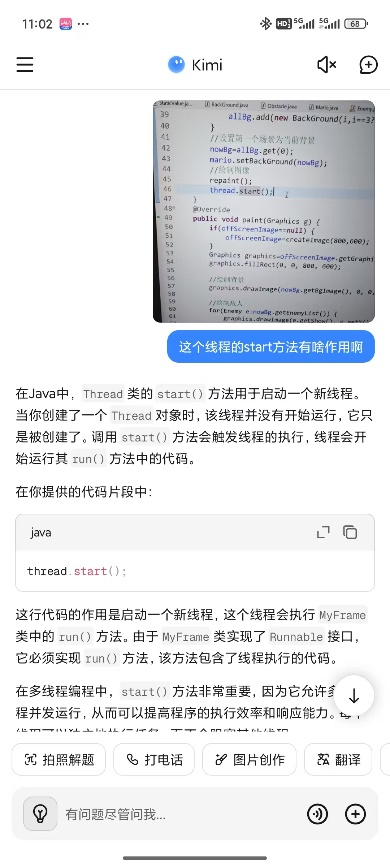 11:02
HD
5G
5G
68
Kimi
BackGround.java
Obstacle.java
Mario.java
39 allBg.add(new BackGround(i,i==3?
40 }
41 //设置第一个场景为当前背景
42 nowBg=allBg.get(0);
43 mario.setBackGround(nowBg);
44 //绘制图像
45 repaint();
46 thread.start();
47 }
48 @Override
49 public void paint(Graphics g) {
50 if(offScreenImage==null) {
51 offScreenImage=createImage(800,600);
52 }
53 Graphics graphics=offScreenImage.getGraphi
54 graphics.fillRect(0, 0, 800, 600);
55
56 //绘制背景
57 graphics.drawImage(nowBg.getBgImage(), 0, 0,
58
59
60 for(Enemy e:nowBg.getEnemyList()) {
这个线程的start方法有啥作用啊
在Java中， Thread 类的 start() 方法用于启动一个新线程。
当你创建了一个 Thread 对象时，该线程并没有开始运行，它只
是被创建了。调用 start() 方法会触发线程的执行，线程会开
始运行其 run() 方法中的代码。
在你提供的代码片段中：
java
thread.start();
这行代码的作用是启动一个新线程，这个线程会执行 MyFrame
类中的 run() 方法。由于 MyFrame 类实现了 Runnable 接口，
它必须实现 run() 方法，该方法包含了线程执行的代码。
在多线程编程中， start() 方法非常重要，因为它允许多
程并发运行，从而可以提高程序的执行效率和响应能力。
拍照解题
打电话
图片创作
翻译
有问题尽管问我...